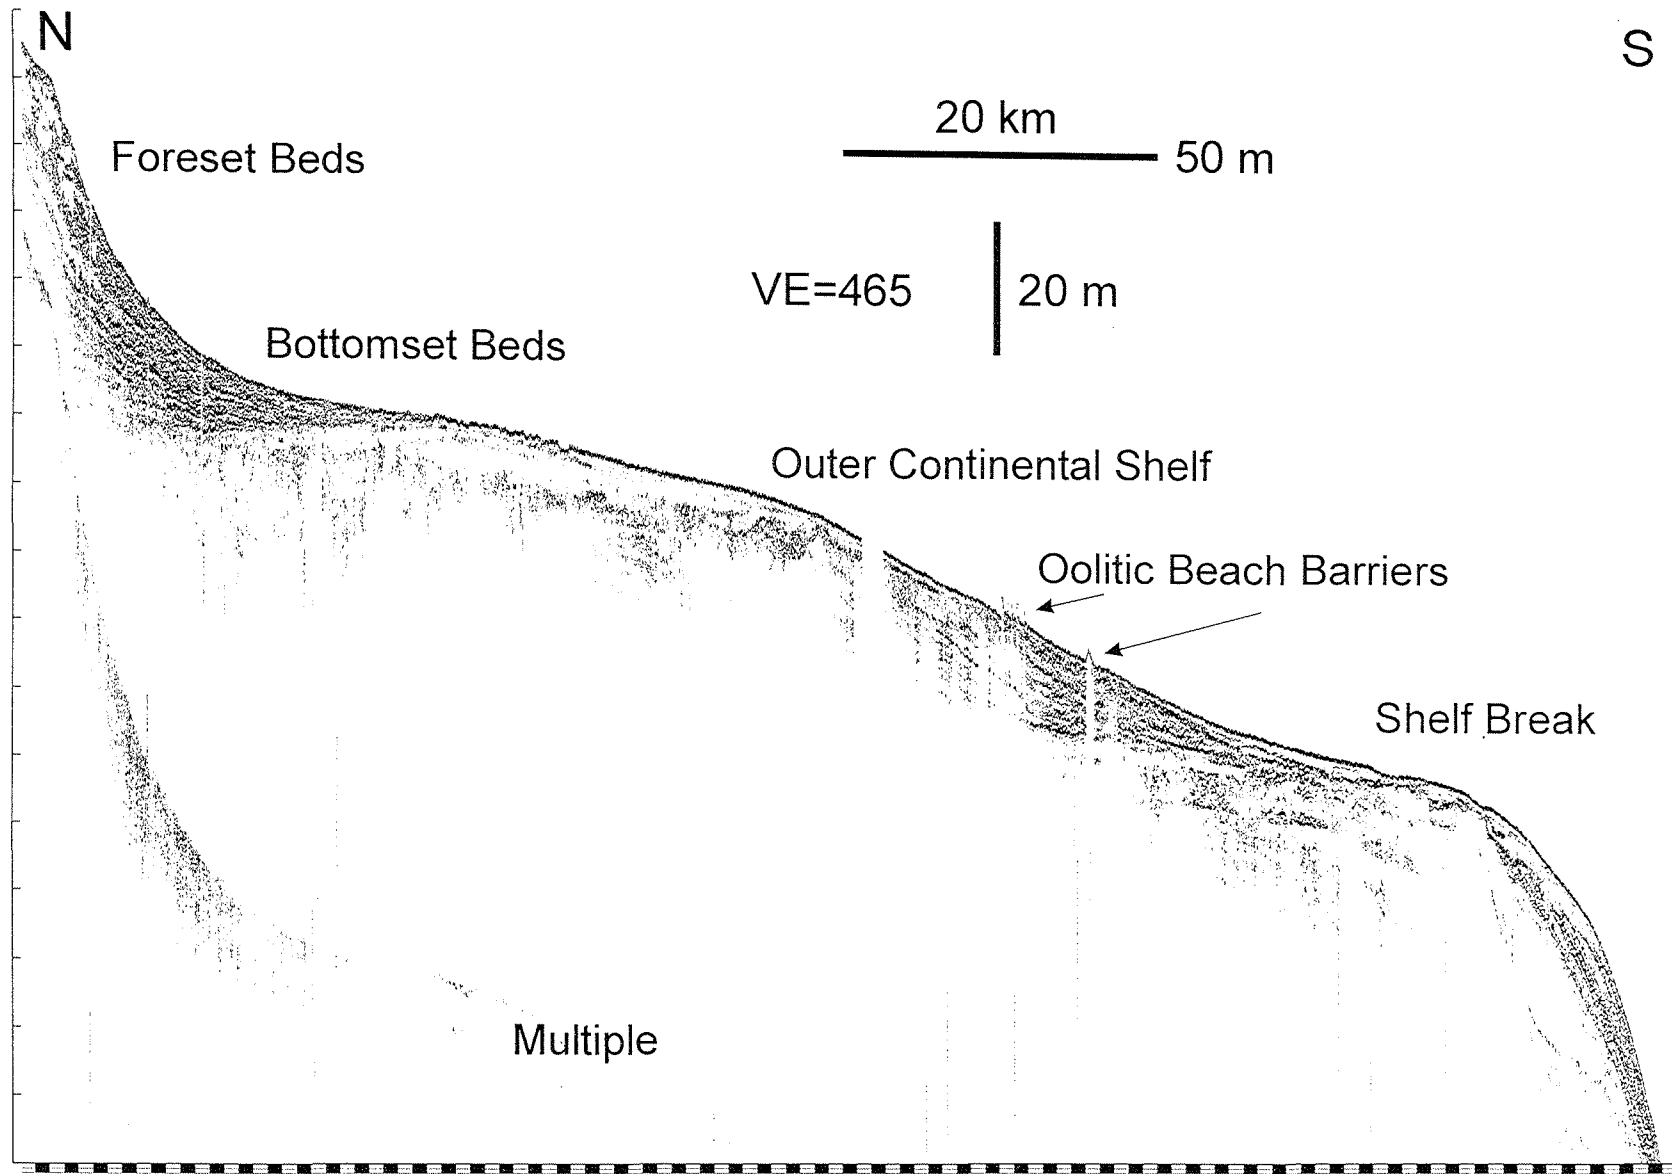 N
S
20 km
50 m
Foreset Beds
VE=465
20 m
Bottomset Beds
Outer Continental Shelf
Oolitic Beach Barriers
Shelf Break
Multiple